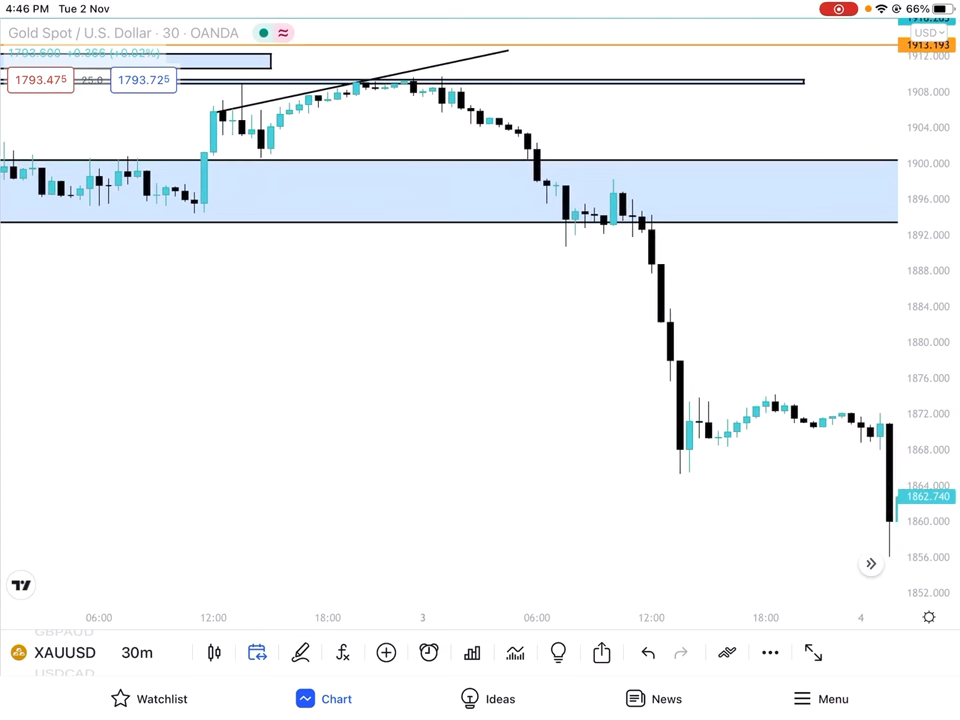 4:46 PM Tue 2 Nov
66%
Gold Spot / U.S. Dollar · 30 · OANDA
USD
1913.193
1912.000
1793.600 +0.366 (+0.02%)
1793.475
25.0
1793.725
1908.000
1904.000
1900.000
1896.000
1892.000
1888.000
1884.000
1880.000
1876.000
1872.000
1868.000
1864.000
1862.740
1860.000
1856.000
1852.000
06:00
12:00
18:00
3
06:00
12:00
18:00
4
GBPAUD
XAUUSD
30m
USDCAD
Watchlist
Chart
Ideas
News
Menu